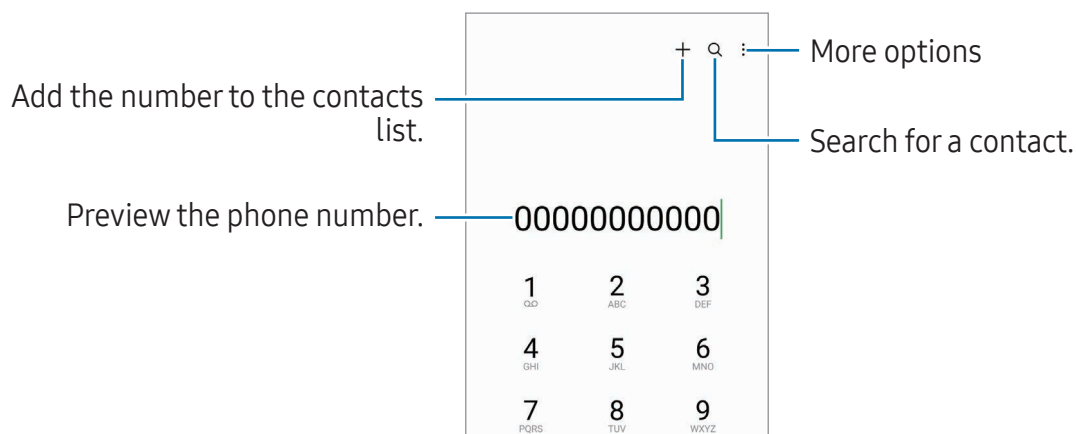 More options
Add the number to the contacts
list.
Search for a contact.
Preview the phone number.
00000000000
1 2 3
ABC DEF
4 5 6
GHI JKL MNO
7 8 9
PQRS TUV WXYZ